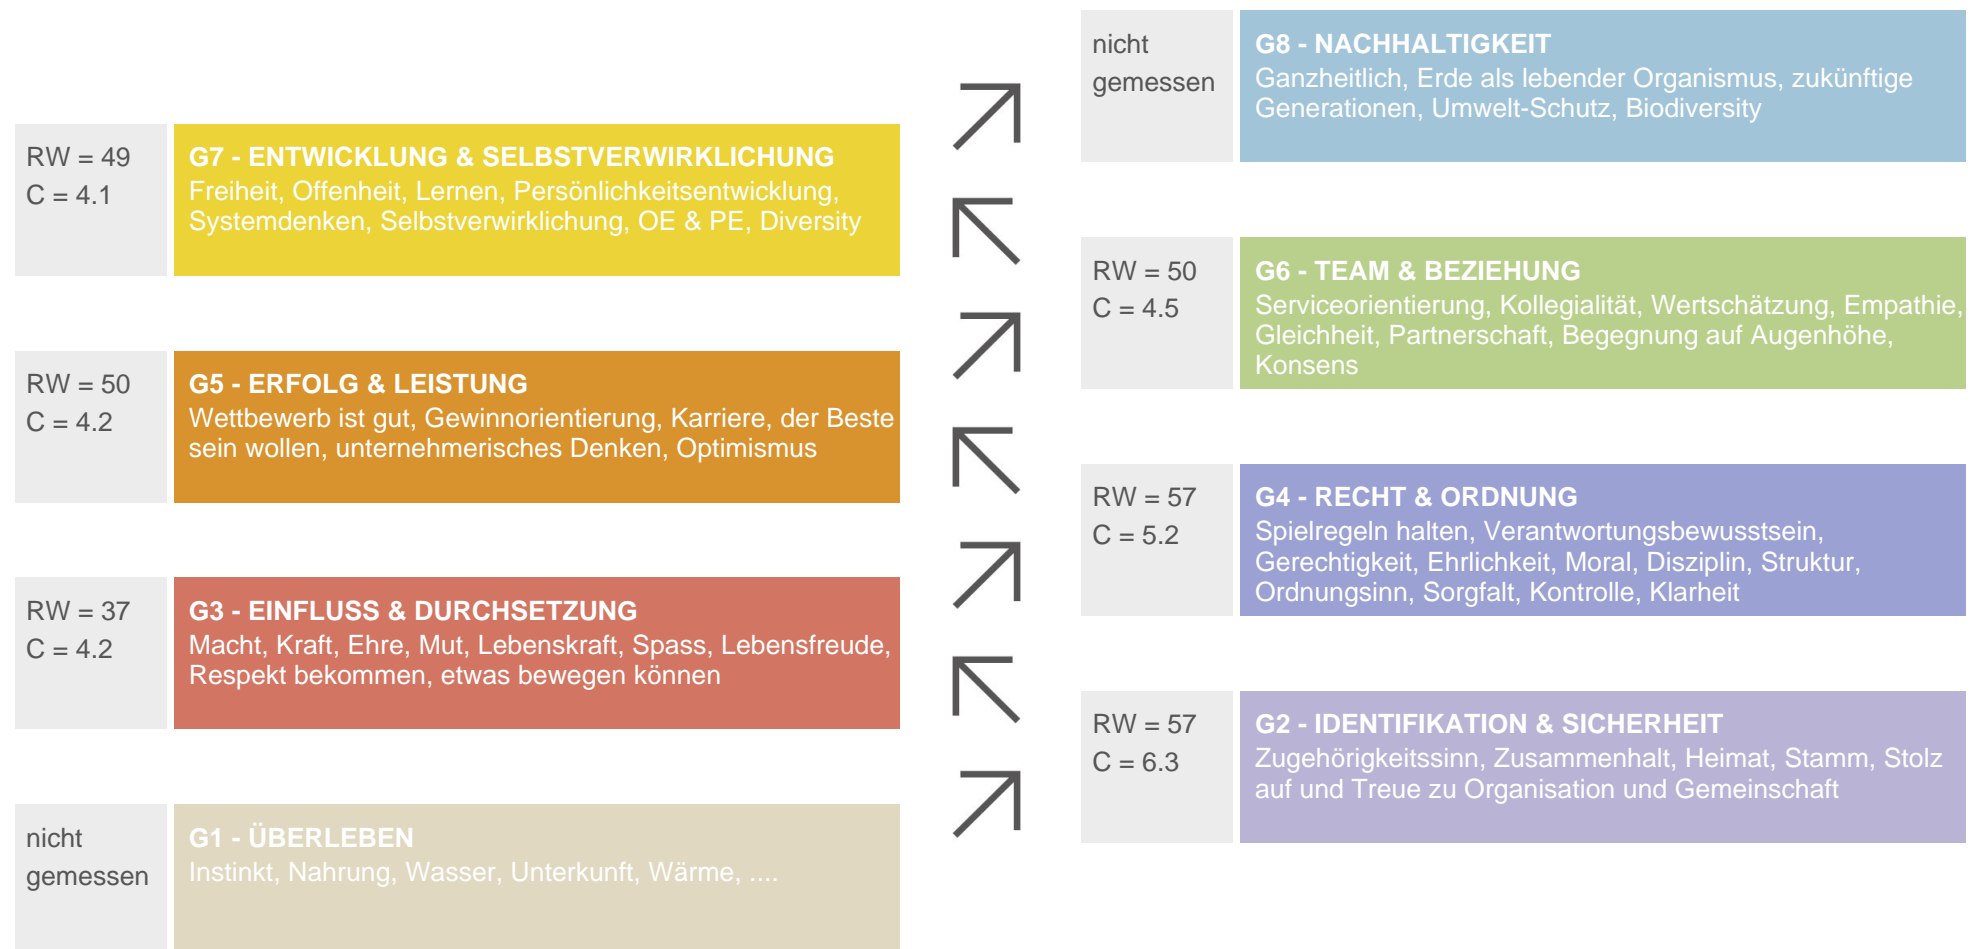 nicht
gemessen
G8 - NACHHALTIGKEIT
Ganzheitlich, Erde als lebender Organismus, zukünftige
Generationen, Umwelt-Schutz, Biodiversity
RW = 49
C = 4.1
G7 - ENTWICKLUNG & SELBSTVERWIRKLICHUNG
Freiheit, Offenheit, Lernen, Persönlichkeitsentwicklung,
Systemdenken, Selbstverwirklichung, OE & PE, Diversity
RW = 50
C = 4.5
G6 - TEAM & BEZIEHUNG
Serviceorientierung, Kollegialität, Wertschätzung, Empathie,
Gleichheit, Partnerschaft, Begegnung auf Augenhöhe,
Konsens
RW = 50
C = 4.2
G5 - ERFOLG & LEISTUNG
Wettbewerb ist gut, Gewinnorientierung, Karriere, der Beste
sein wollen, unternehmerisches Denken, Optimismus
RW = 57
C = 5.2
G4 - RECHT & ORDNUNG
Spielregeln halten, Verantwortungsbewusstsein,
Gerechtigkeit, Ehrlichkeit, Moral, Disziplin, Struktur,
Ordnungsinn, Sorgfalt, Kontrolle, Klarheit
RW = 37
C = 4.2
G3 - EINFLUSS & DURCHSETZUNG
Macht, Kraft, Ehre, Mut, Lebenskraft, Spass, Lebensfreude,
Respekt bekommen, etwas bewegen können
RW = 57
C = 6.3
G2 - IDENTIFIKATION & SICHERHEIT
Zugehörigkeitssinn, Zusammenhalt, Heimat, Stamm, Stolz
auf und Treue zu Organisation und Gemeinschaft
nicht
gemessen
G1 - ÜBERLEBEN
Instinkt, Nahrung, Wasser, Unterkunft, Wärme, ....